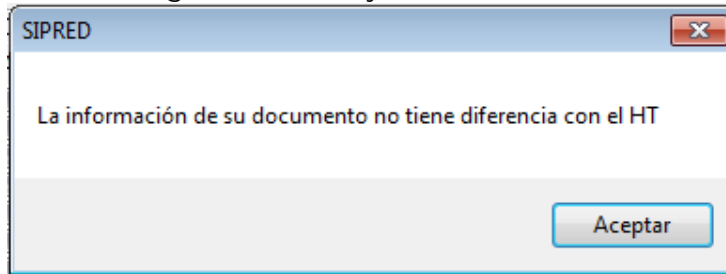 SIPRED
La información de su documento no tiene diferencia con el HT
Aceptar